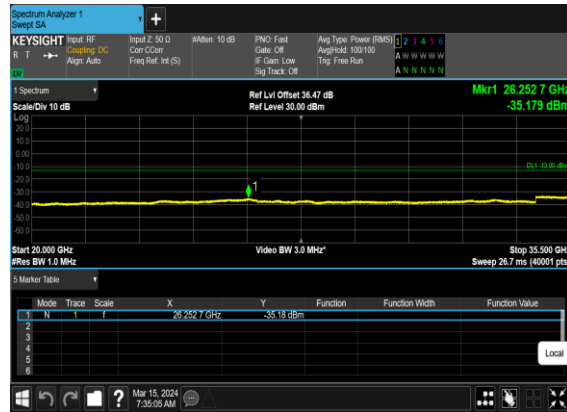 Spectrum Analyzer 1
Swept SA
+
KEYSIGHT Input: RF Input Z: 50 Ω #Atten: 10 dB PNO: Fast Avg Type: Power (RMS) 1 2 3 4 5 6
R T Coupling: DC Corr CCorr Gate: Off Avg|Hold: 100/100 A W W W W W
Align: Auto Freq Ref: Int (S) IF Gain: Low Trig: Free Run
Sig Track: Off A N N N N N
1 Spectrum
Ref Lvl Offset 36.47 dB Mkr1 26.252 7 GHz
Scale/Div 10 dB Ref Level 30.00 dBm -35.179 dBm
Log
20.0
10.0
0.00
-10.0
DL1 -13.00 dBm
-20.0
-30.0
1
-40.0
-50.0
-60.0
Start 20.000 GHz Video BW 3.0 MHz* Stop 35.500 GHz
#Res BW 1.0 MHz Sweep 26.7 ms (40001 pts)
5 Marker Table
Mode Trace Scale X Y Function Function Width Function Value
1 N 1 f 26.252 7 GHz -35.18 dBm
2
3
4
5
6
Local
? Mar 15, 2024
7:35:05 AM